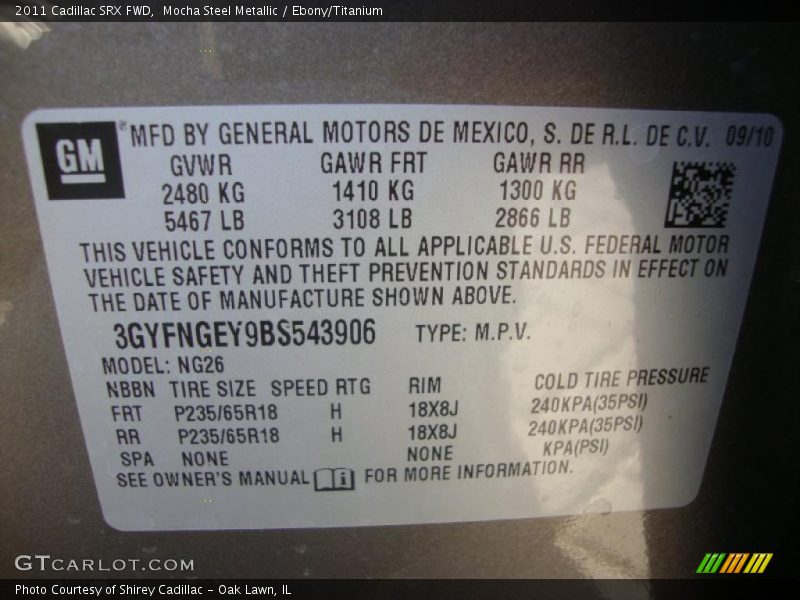 2011 Cadillac SRX FWD, Mocha Steel Metallic / Ebony/Titanium
GM ® MFD BY GENERAL MOTORS DE MEXICO, S. DE R.L. DE C.V. 09/10
GVWR GAWR FRT GAWR RR
2480 KG 1410 KG 1300 KG
5467 LB 3108 LB 2866 LB
THIS VEHICLE CONFORMS TO ALL APPLICABLE U.S. FEDERAL MOTOR
VEHICLE SAFETY AND THEFT PREVENTION STANDARDS IN EFFECT ON
THE DATE OF MANUFACTURE SHOWN ABOVE.
3GYFNGEY9BS543906 TYPE: M.P.V.
MODEL: NG26
NBBN TIRE SIZE SPEED RTG RIM COLD TIRE PRESSURE
FRT P235/65R18 H 18X8J 240KPA(35PSI)
RR P235/65R18 H 18X8J 240KPA(35PSI)
SPA NONE NONE KPA(PSI)
SEE OWNER'S MANUAL i FOR MORE INFORMATION.
GTCARLOT.COM
Photo Courtesy of Shirey Cadillac - Oak Lawn, IL